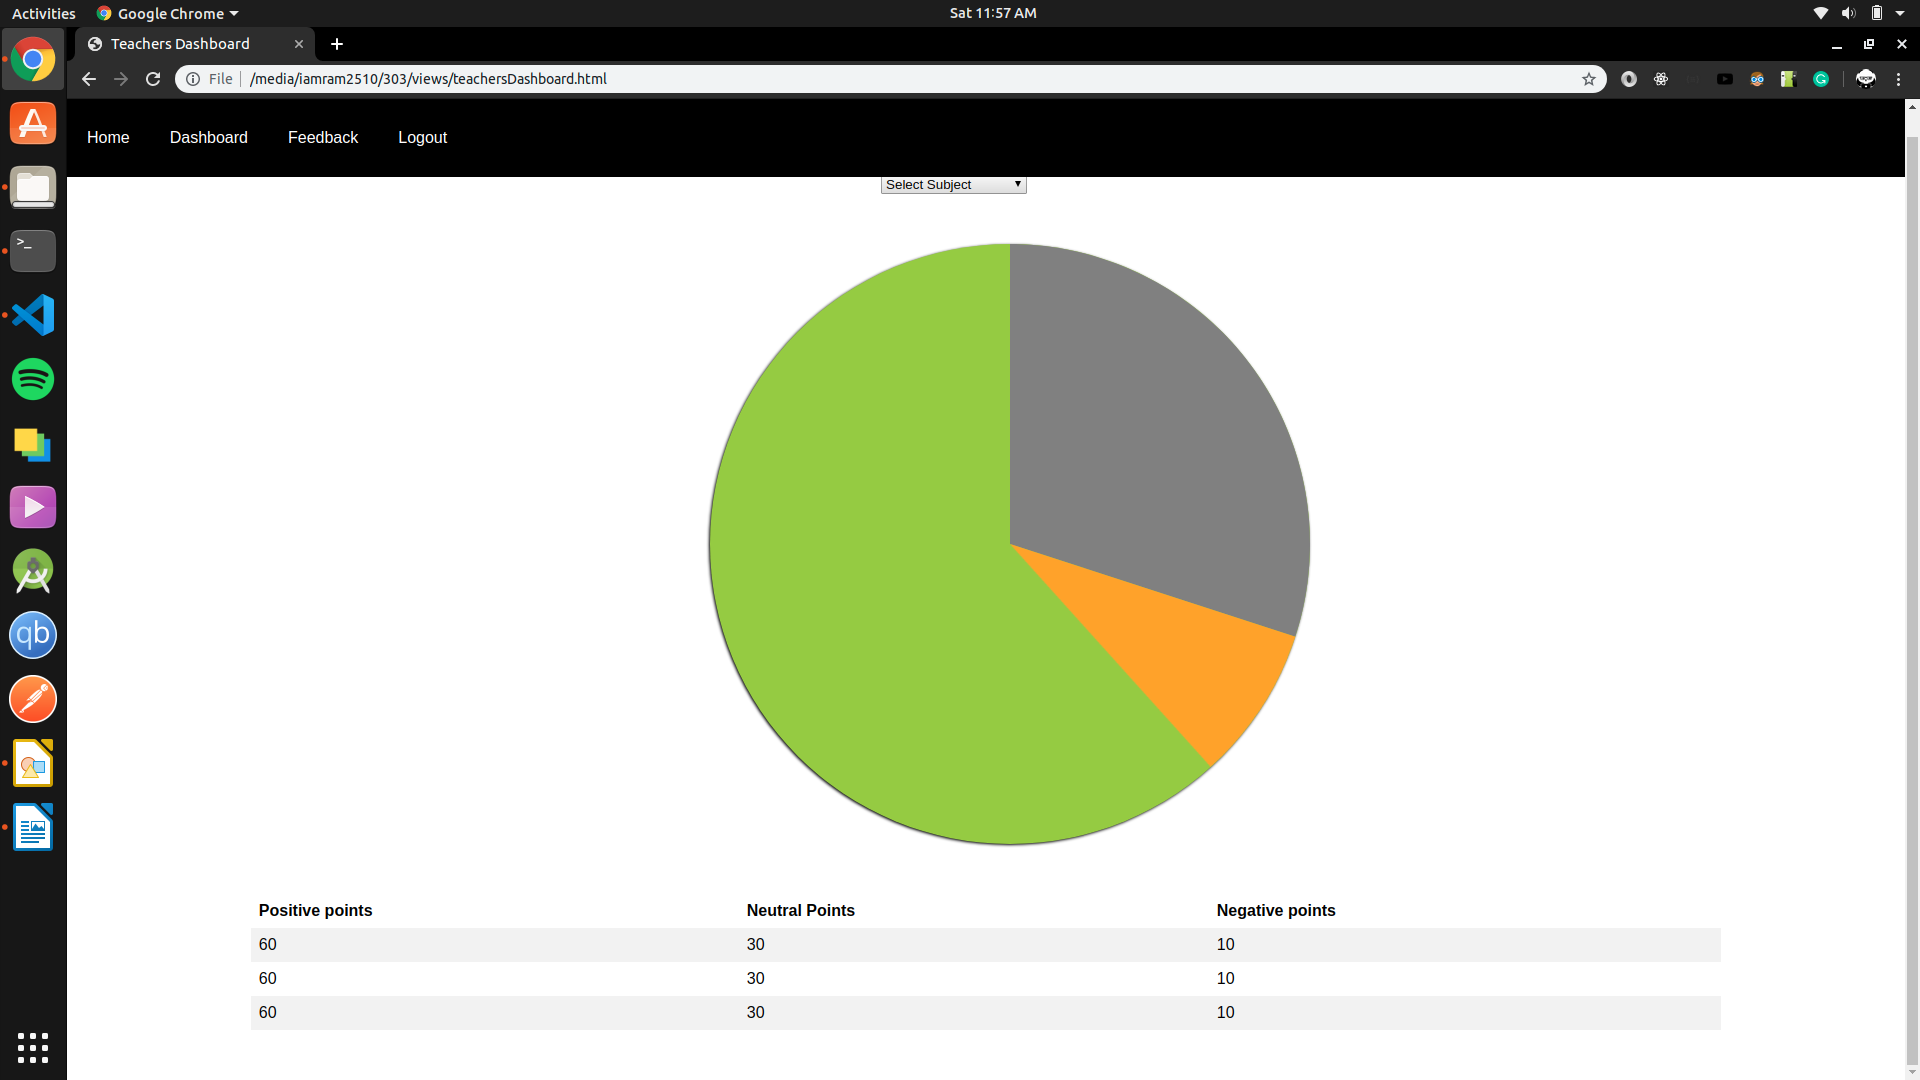 Activities Google Chrome Sat 11:57 AM
Teachers Dashboard
File /media/iamram2510/303/views/teachersDashboard.html
Home Dashboard Feedback Logout
Select Subject
>_
qb
Positive points Neutral Points Negative points
60 30 10
60 30 10
60 30 10